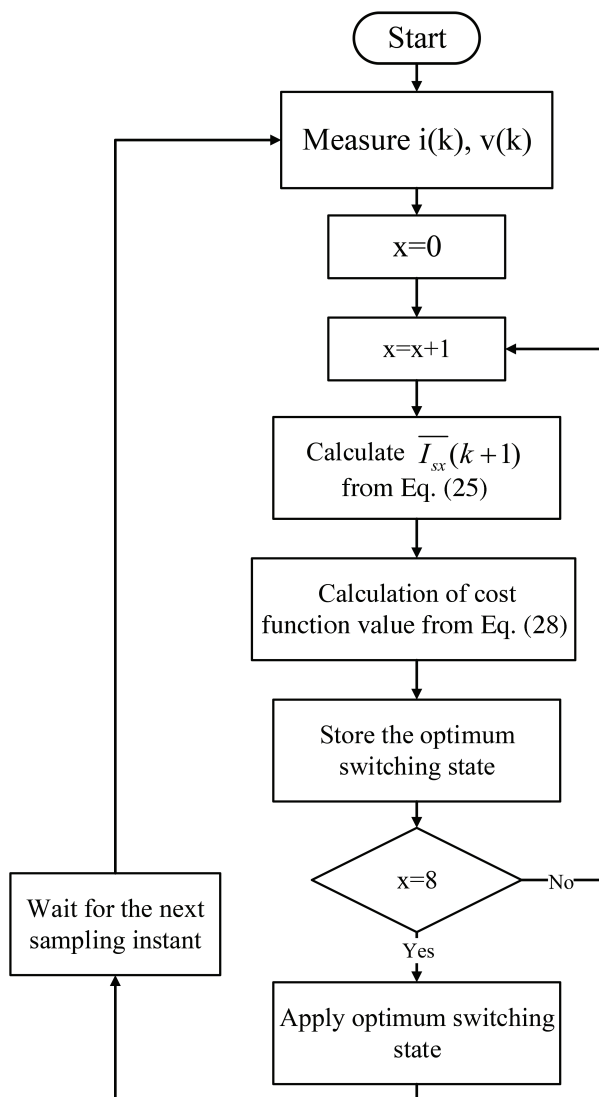 Start
Measure i(k), v(k)
x=0
x=x+1
Calculate $\overline{I_{sx}}(k+1)$
from Eq. (25)
Calculation of cost
function value from Eq. (28)
Store the optimum
switching state
x=8
No
Yes
Wait for the next
sampling instant
Apply optimum switching
state